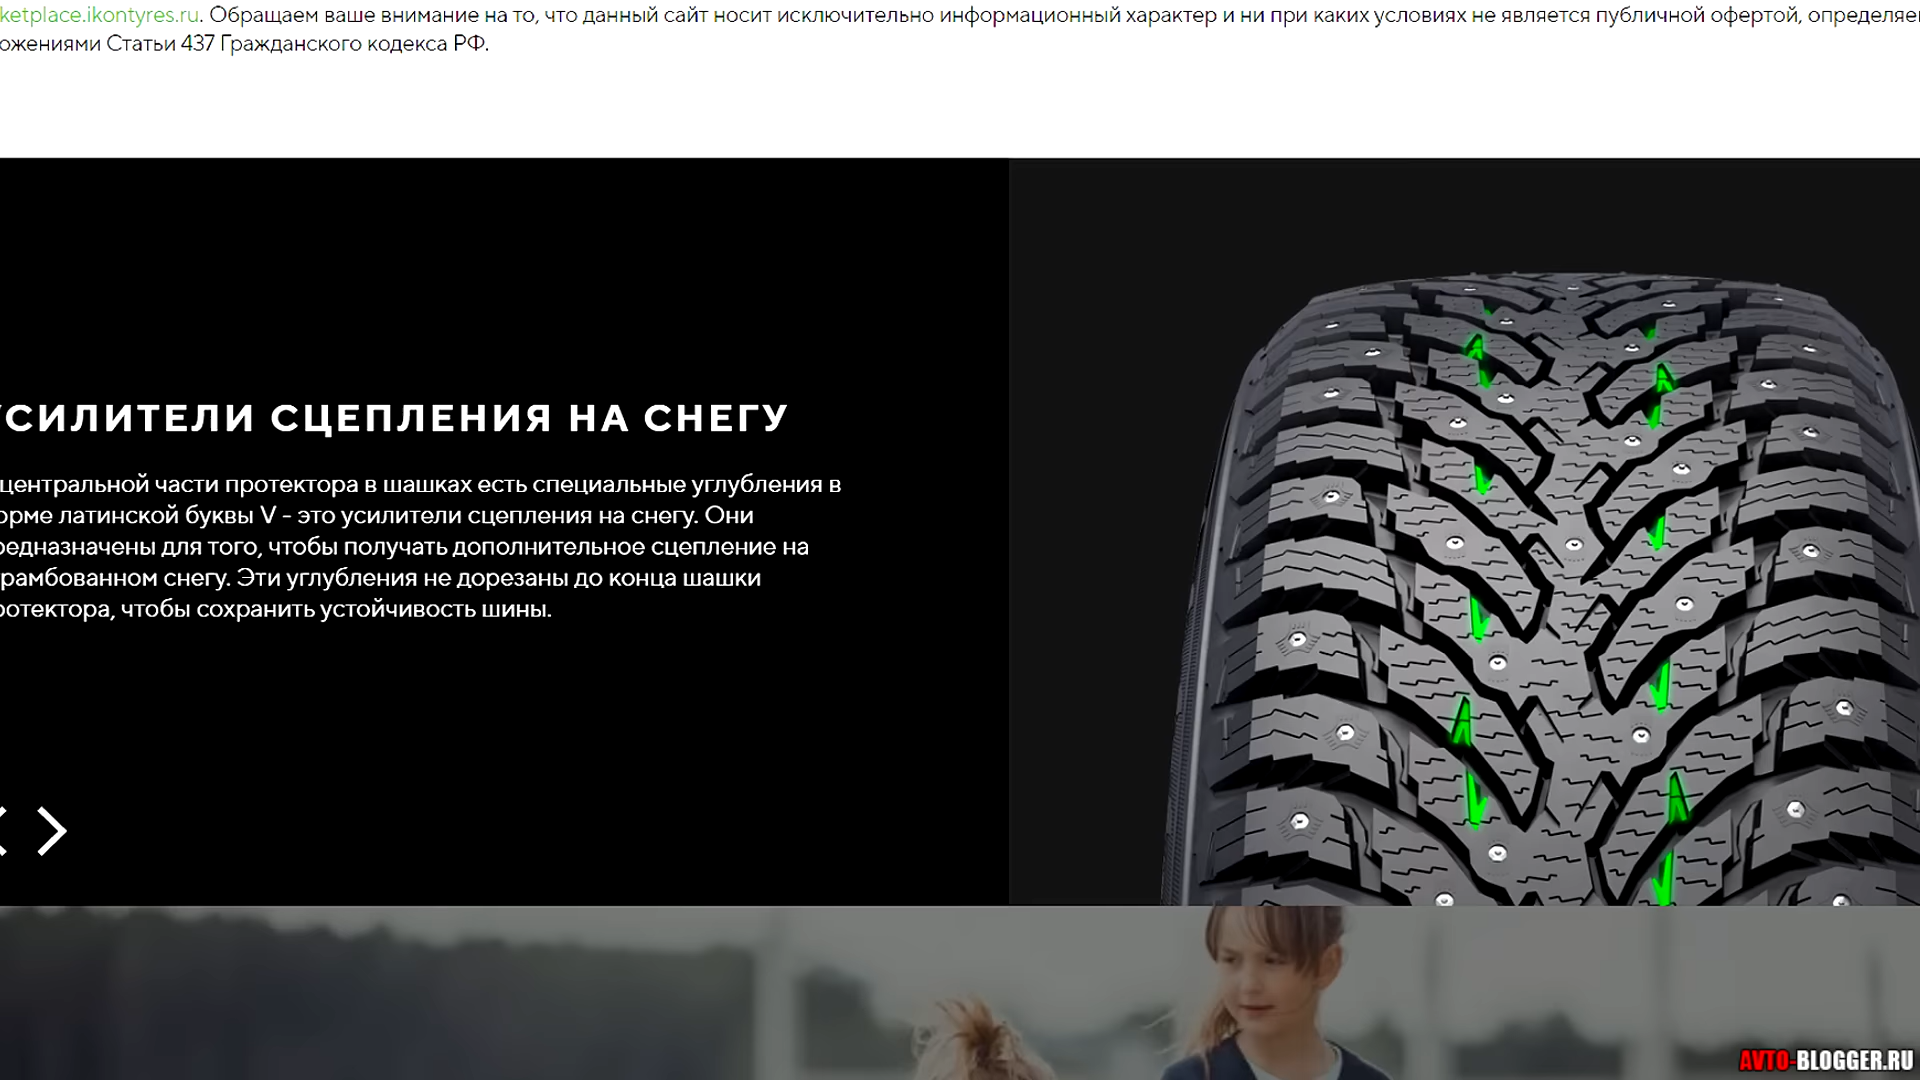 ketplace.ikontyres.ru. Обращаем ваше внимание на то, что данный сайт носит исключительно информационный характер и ни при каких условиях не является публичной офертой, определяе
ожениями Статьи 437 Гражданского кодекса РФ.
УСИЛИТЕЛИ СЦЕПЛЕНИЯ НА СНЕГУ
центральной части протектора в шашках есть специальные углубления в
орме латинской буквы V - это усилители сцепления на снегу. Они
редназначены для того, чтобы получать дополнительное сцепление на
рамбованном снегу. Эти углубления не дорезаны до конца шашки
ротектора, чтобы сохранить устойчивость шины.
AVTO-BLOGGER.RU